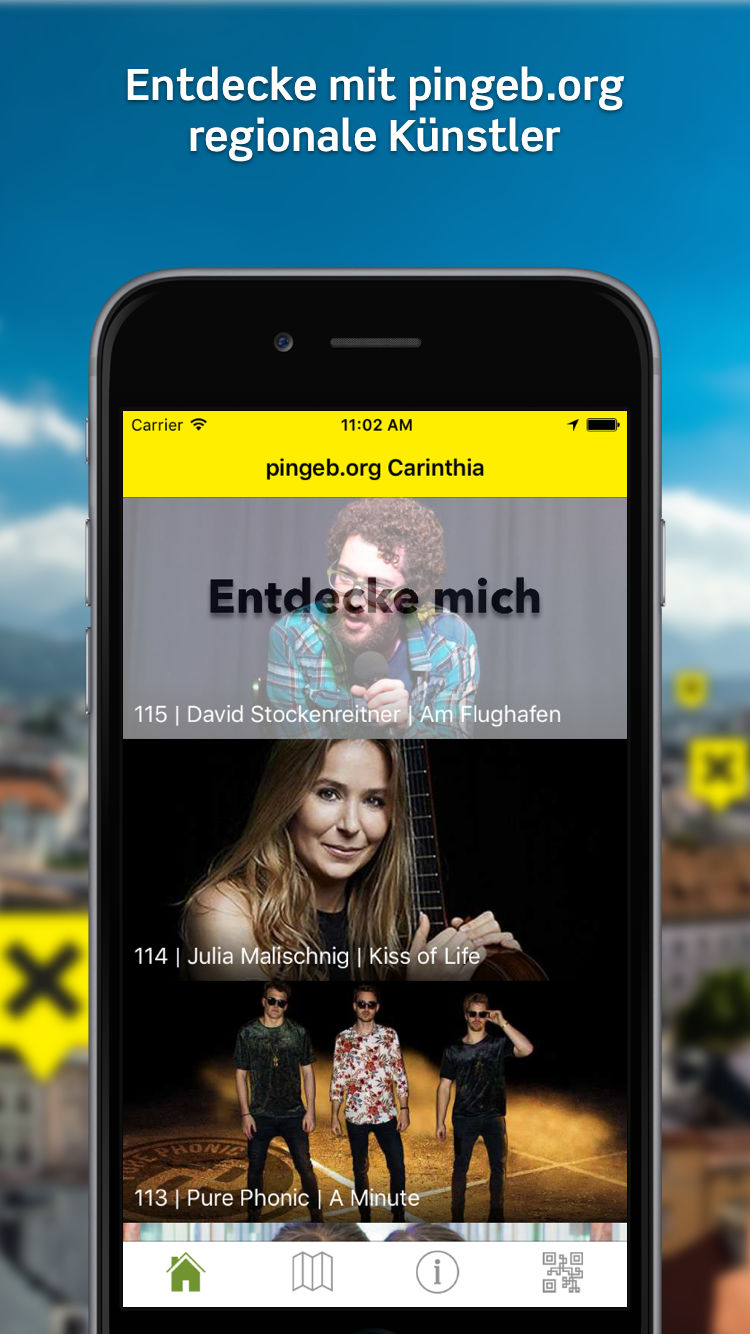 Entdecke mit pingeb.org
regionale Künstler
Carrier 11:02 AM
pingeb.org Carinthia
Entdecke mich
115 | David Stockenreitner | Am Flughafen
114 | Julia Malischnig | Kiss of Life
113 | Pure Phonic | A Minute